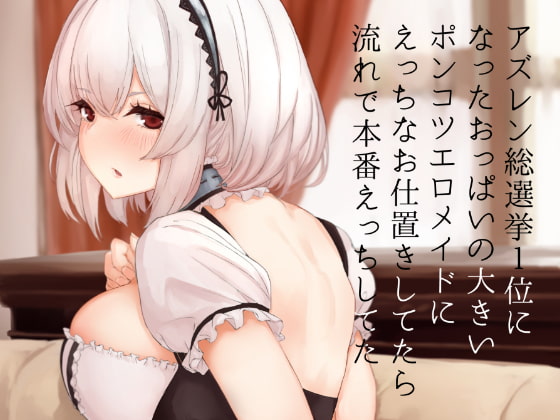 アズレン総選挙1位に
なったおっぱいの大きい
ポンコツエロメイドに
えっちなお仕置きしてたら
流れで本番えっちしてた